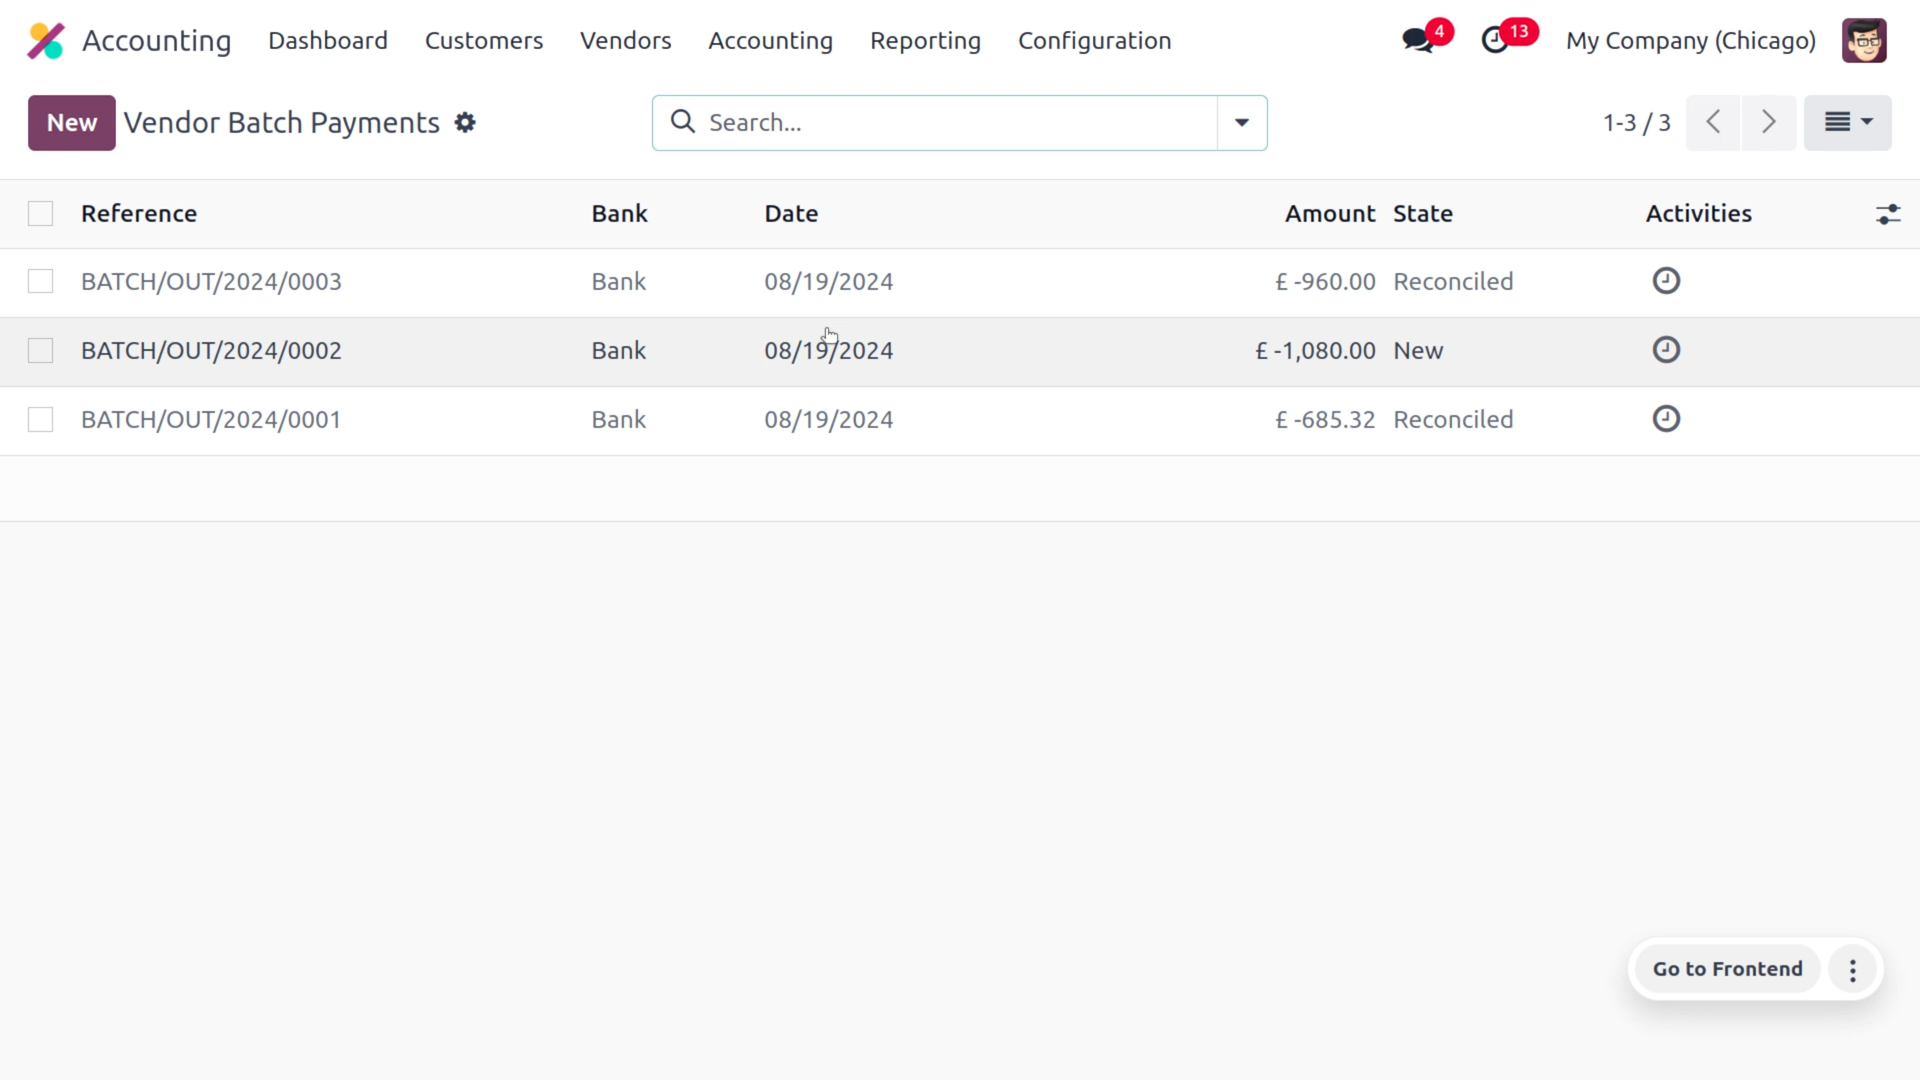 Accounting Dashboard Customers Vendors Accounting Reporting Configuration 4 13 My Company (Chicago)
New Vendor Batch Payments Search... 1-3 / 3
Reference Bank Date Amount State Activities
BATCH/OUT/2024/0003 Bank 08/19/2024 £ -960.00 Reconciled
BATCH/OUT/2024/0002 Bank 08/19/2024 £ -1,080.00 New
BATCH/OUT/2024/0001 Bank 08/19/2024 £ -685.32 Reconciled
Go to Frontend